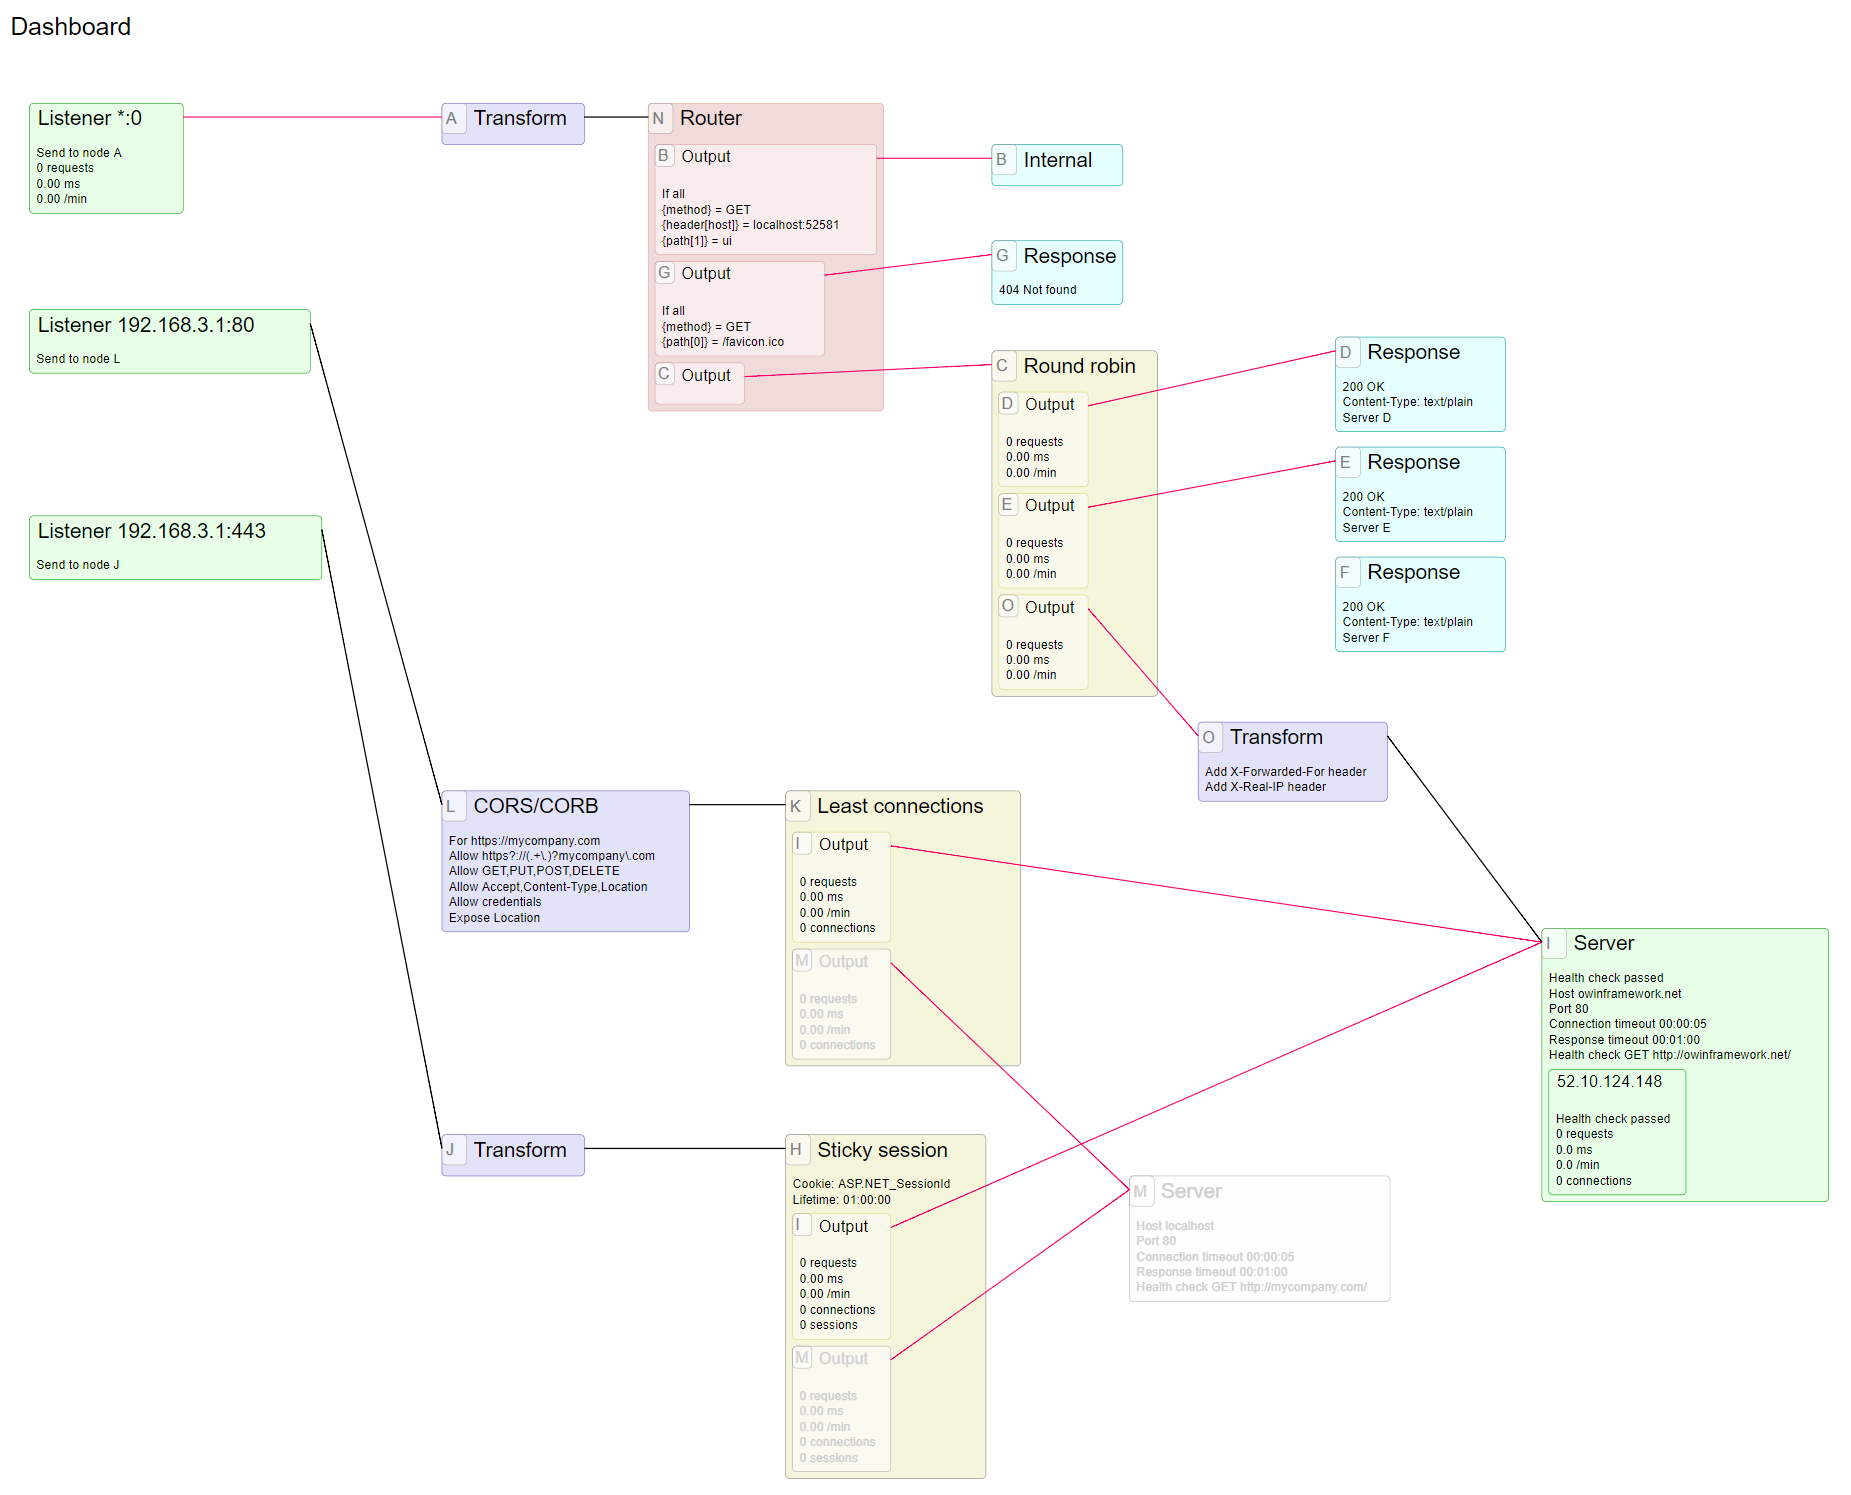 Dashboard
Listener *:0
Send to node A
0 requests
0.00 ms
0.00 /min
A Transform
N Router
B Output
If all
{method} = GET
{header[host]} = localhost:52581
{path[1]} = ui
G Output
If all
{method} = GET
{path[0]} = /favicon.ico
C Output
B Internal
G Response
404 Not found
Listener 192.168.3.1:80
Send to node L
Listener 192.168.3.1:443
Send to node J
C Round robin
D Output
0 requests
0.00 ms
0.00 /min
E Output
0 requests
0.00 ms
0.00 /min
O Output
0 requests
0.00 ms
0.00 /min
D Response
200 OK
Content-Type: text/plain
Server D
E Response
200 OK
Content-Type: text/plain
Server E
F Response
200 OK
Content-Type: text/plain
Server F
O Transform
Add X-Forwarded-For header
Add X-Real-IP header
L CORS/CORB
For https://mycompany.com
Allow https?://(.+\.)?mycompany\.com
Allow GET,PUT,POST,DELETE
Allow Accept,Content-Type,Location
Allow credentials
Expose Location
K Least connections
I Output
0 requests
0.00 ms
0.00 /min
0 connections
M Output
0 requests
0.00 ms
0.00 /min
0 connections
I Server
Health check passed
Host owinframework.net
Port 80
Connection timeout 00:00:05
Response timeout 00:01:00
Health check GET http://owinframework.net/
52.10.124.148
Health check passed
0 requests
0.0 ms
0.0 /min
0 connections
J Transform
H Sticky session
Cookie: ASP.NET_SessionId
Lifetime: 01:00:00
I Output
0 requests
0.00 ms
0.00 /min
0 connections
0 sessions
M Output
0 requests
0.00 ms
0.00 /min
0 connections
0 sessions
M Server
Host localhost
Port 80
Connection timeout 00:00:05
Response timeout 00:01:00
Health check GET http://mycompany.com/